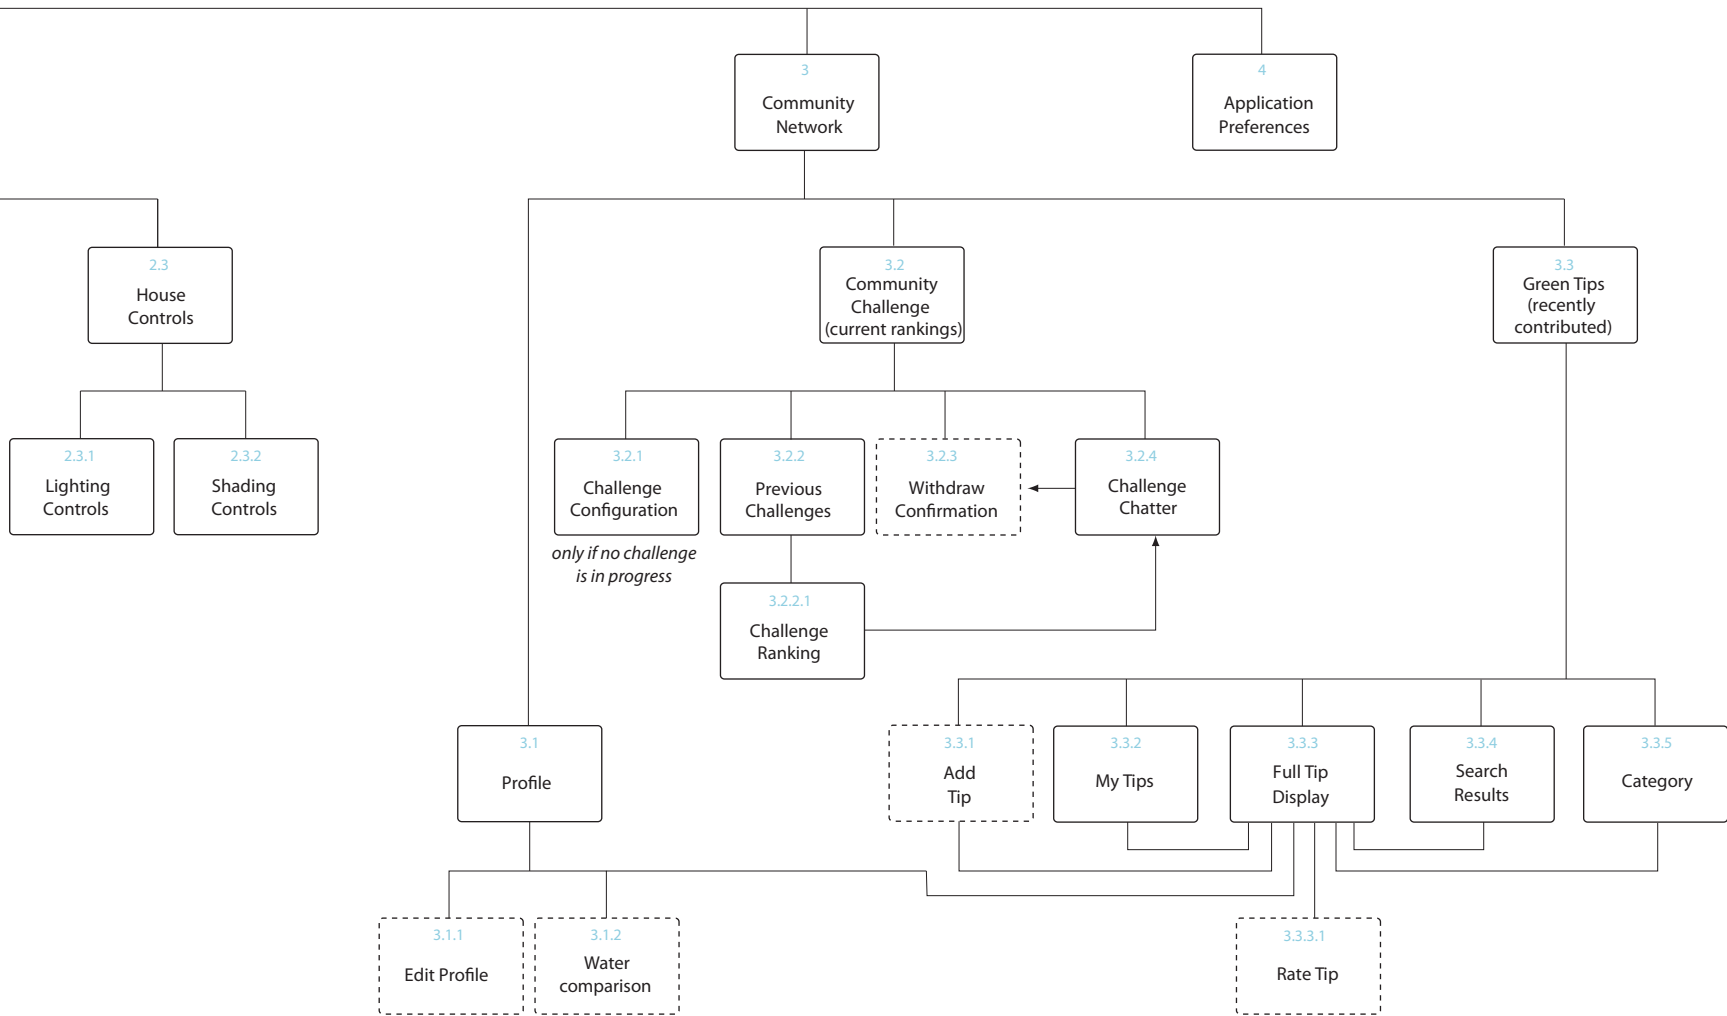 3
Community
Network
4
Application
Preferences
2.3
House
Controls
3.2
Community
Challenge
(current rankings)
3.3
Green Tips
(recently
contributed)
2.3.1
Lighting
Controls
2.3.2
Shading
Controls
3.2.1
Challenge
Configuration
only if no challenge
is in progress
3.2.2
Previous
Challenges
3.2.3
Withdraw
Confirmation
3.2.4
Challenge
Chatter
3.2.2.1
Challenge
Ranking
3.1
Profile
3.3.1
Add
Tip
3.3.2
My Tips
3.3.3
Full Tip
Display
3.3.4
Search
Results
3.3.5
Category
3.1.1
Edit Profile
3.1.2
Water
comparison
3.3.3.1
Rate Tip